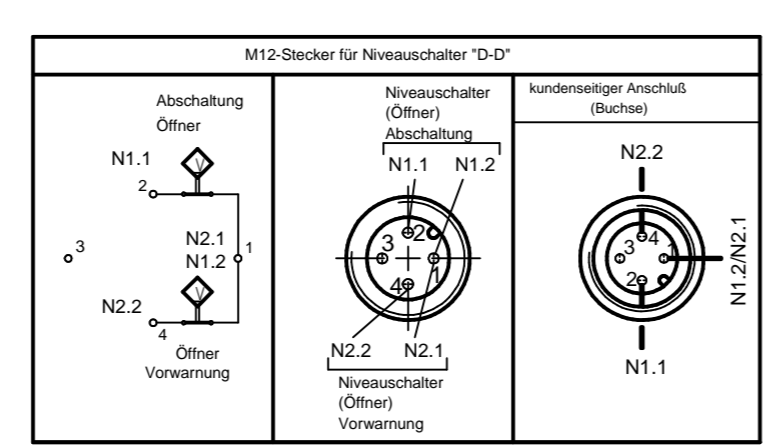 M12-Stecker für Niveauschalter "D-D"
Abschaltung
Öffner
N1.1
2
3
N2.1
N1.2
1
N2.2
4
Öffner
Vorwarnung
Niveauschalter
(Öffner)
Abschaltung
N1.1 N1.2
2
3
1
4
N2.2 N2.1
Niveauschalter
(Öffner)
Vorwarnung
kundenseitiger Anschluß
(Buchse)
N2.2
4
3 1
2
N1.2/N2.1
N1.1